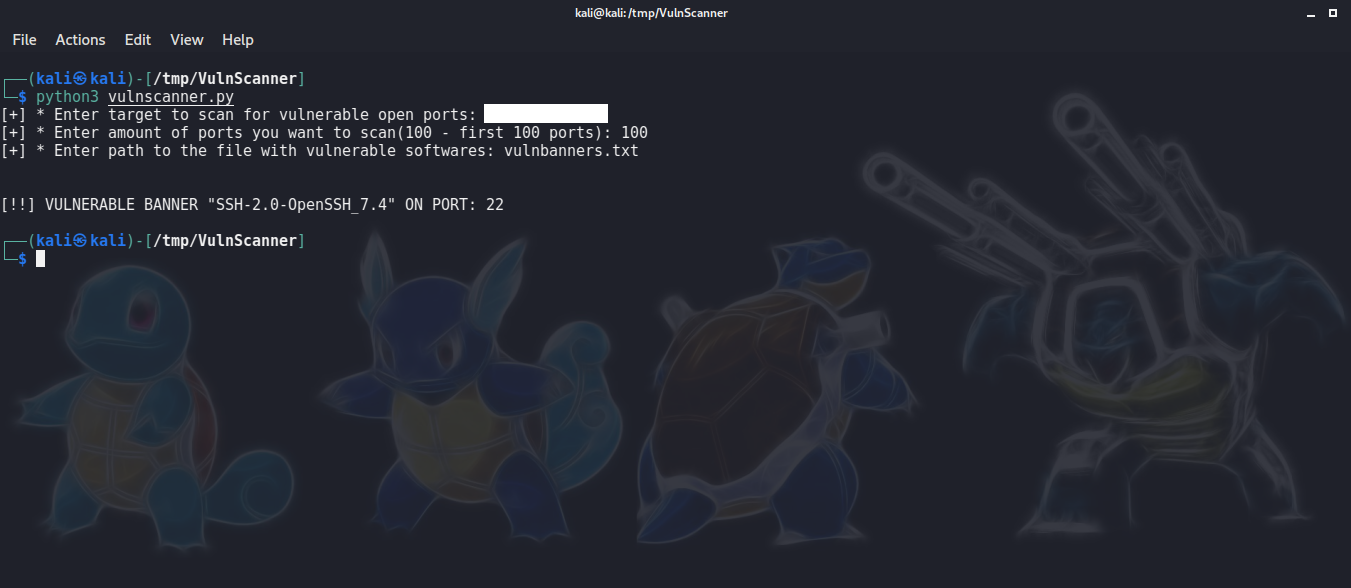 kali@kali: /tmp/VulnScanner
File Actions Edit View Help
┌──(kali㉿kali)-[/tmp/VulnScanner]
└─$ python3 vulnscanner.py
[+] * Enter target to scan for vulnerable open ports:
[+] * Enter amount of ports you want to scan(100 - first 100 ports): 100
[+] * Enter path to the file with vulnerable softwares: vulnbanners.txt
[!!] VULNERABLE BANNER "SSH-2.0-OpenSSH_7.4" ON PORT: 22
┌──(kali㉿kali)-[/tmp/VulnScanner]
└─$